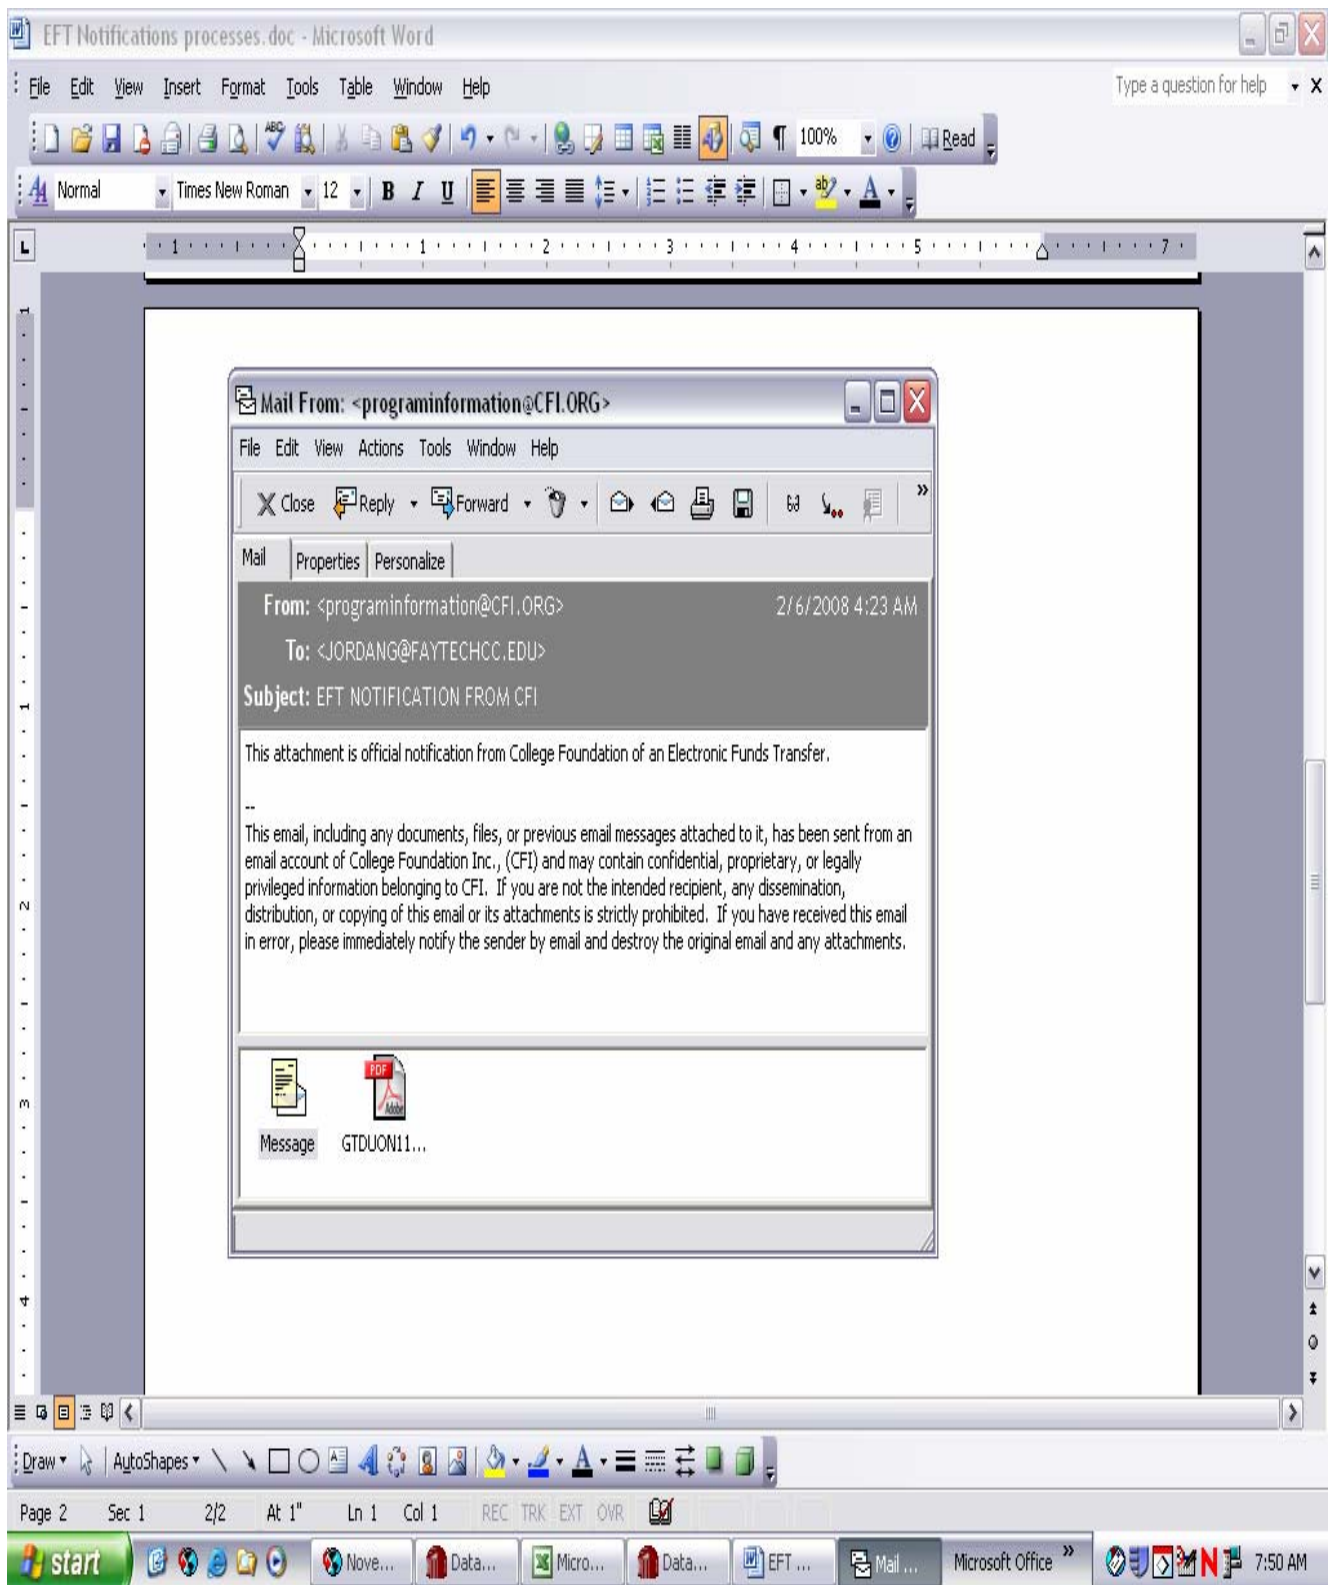 EFT Notifications processes.doc - Microsoft Word
File Edit View Insert Format Tools Table Window Help Type a question for help
100% Read
Normal Times New Roman 12 B I U
1 1 2 3 4 5 7
Mail From: <programinformation@CFI.ORG>
File Edit View Actions Tools Window Help
Close Reply Forward
Mail Properties Personalize
From: <programinformation@CFI.ORG> 2/6/2008 4:23 AM
To: <JORDANG@FAYTECHCC.EDU>
Subject: EFT NOTIFICATION FROM CFI
This attachment is official notification from College Foundation of an Electronic Funds Transfer.
--
This email, including any documents, files, or previous email messages attached to it, has been sent from an
email account of College Foundation Inc., (CFI) and may contain confidential, proprietary, or legally
privileged information belonging to CFI. If you are not the intended recipient, any dissemination,
distribution, or copying of this email or its attachments is strictly prohibited. If you have received this email
in error, please immediately notify the sender by email and destroy the original email and any attachments.
PDF
Adobe
Message GTDUON11...
Draw AutoShapes
Page 2 Sec 1 2/2 At 1" Ln 1 Col 1 REC TRK EXT OVR
start Nove... Data... Micro... Data... EFT ... Mail ... Microsoft Office » N 7:50 AM